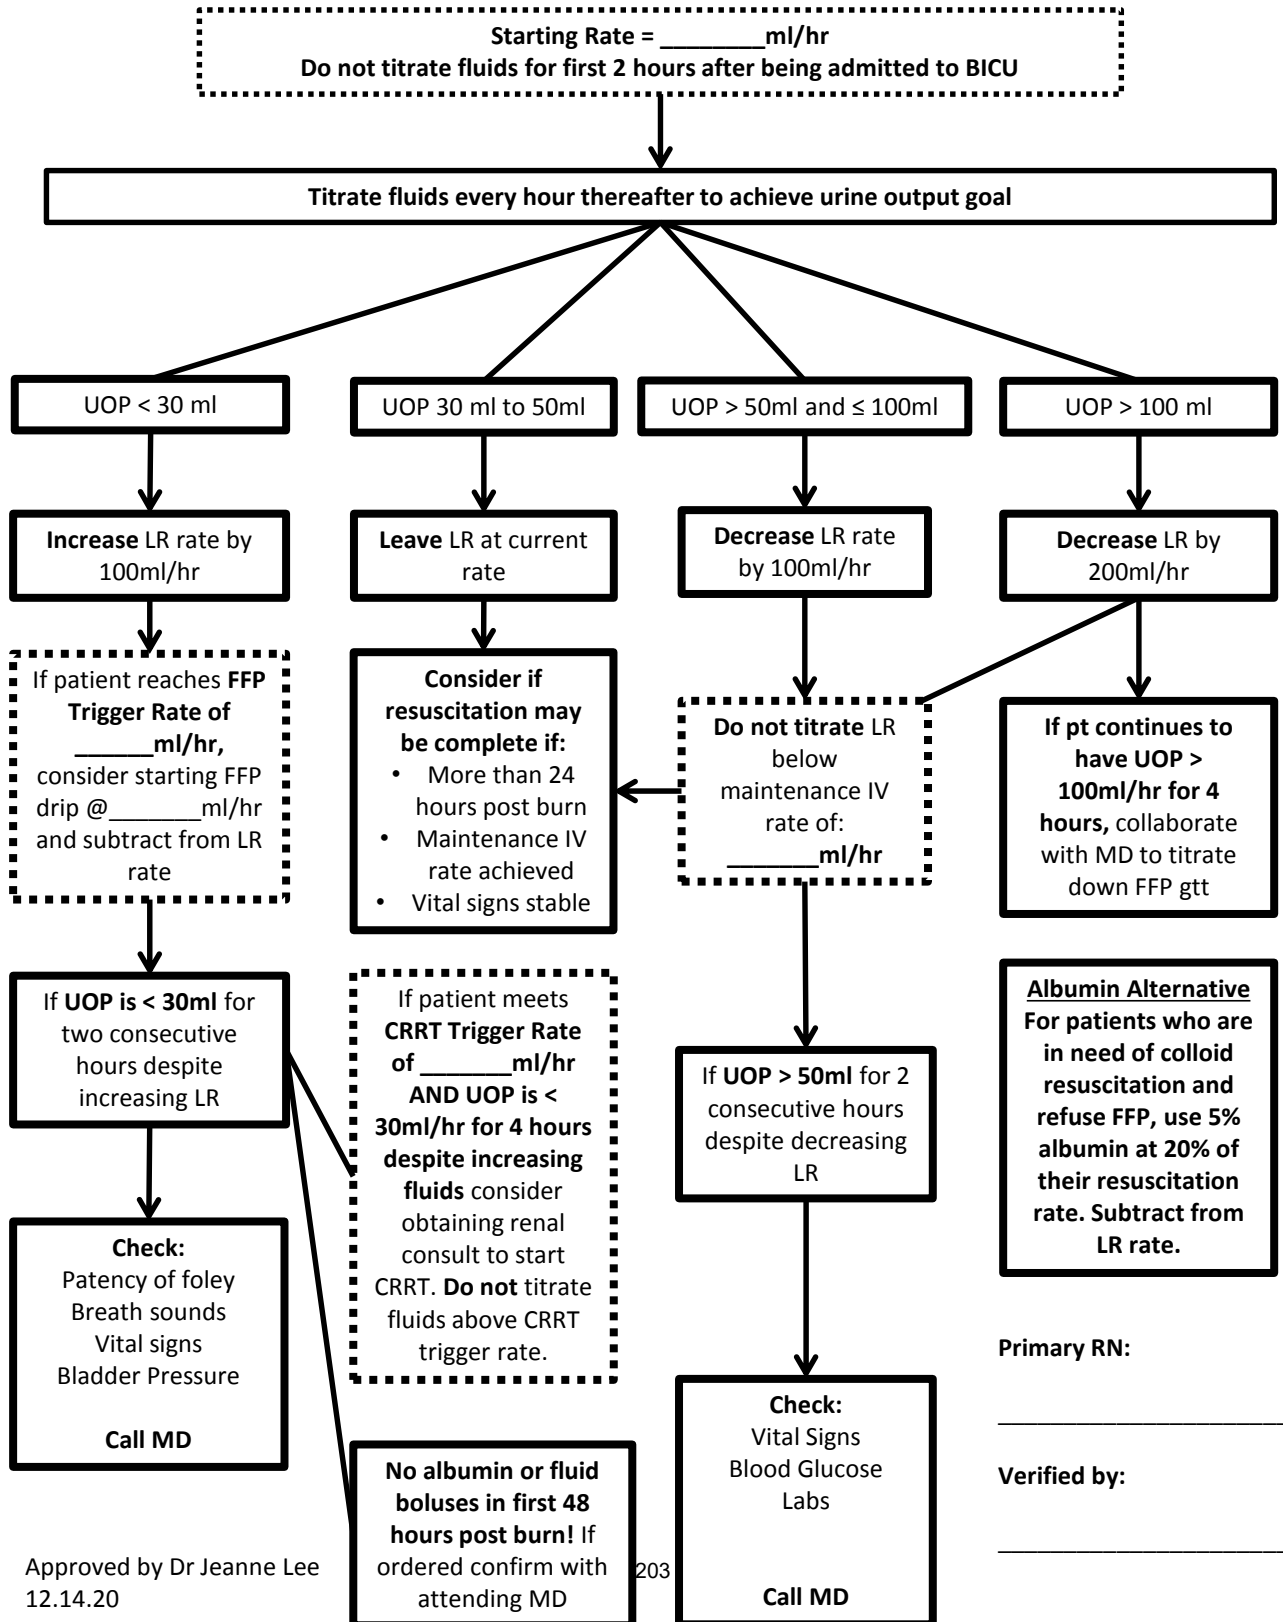 Starting Rate = ________ml/hr
Do not titrate fluids for first 2 hours after being admitted to BICU
Titrate fluids every hour thereafter to achieve urine output goal
UOP < 30 ml
UOP 30 ml to 50ml
UOP > 50ml and ≤ 100ml
UOP > 100 ml
Increase LR rate by
100ml/hr
Leave LR at current
rate
Decrease LR rate
by 100ml/hr
Decrease LR by
200ml/hr
If patient reaches FFP
Trigger Rate of
______ml/hr,
consider starting FFP
drip @_______ml/hr
and subtract from LR
rate
Consider if
resuscitation may
be complete if:
• More than 24
hours post burn
• Maintenance IV
rate achieved
• Vital signs stable
Do not titrate LR
below
maintenance IV
rate of:
_______ml/hr
If pt continues to
have UOP >
100ml/hr for 4
hours, collaborate
with MD to titrate
down FFP gtt
If UOP is < 30ml for
two consecutive
hours despite
increasing LR
If patient meets
CRRT Trigger Rate
of _______ml/hr
AND UOP is <
30ml/hr for 4 hours
despite increasing
fluids consider
obtaining renal
consult to start
CRRT. Do not titrate
fluids above CRRT
trigger rate.
If UOP > 50ml for 2
consecutive hours
despite decreasing
LR
Albumin Alternative
For patients who are
in need of colloid
resuscitation and
refuse FFP, use 5%
albumin at 20% of
their resuscitation
rate. Subtract from
LR rate.
Check:
Patency of foley
Breath sounds
Vital signs
Bladder Pressure
Call MD
No albumin or fluid
boluses in first 48
hours post burn! If
ordered confirm with
attending MD
Check:
Vital Signs
Blood Glucose
Labs
Call MD
Primary RN:
______________________
Verified by:
______________________
Approved by Dr Jeanne Lee
12.14.20
203